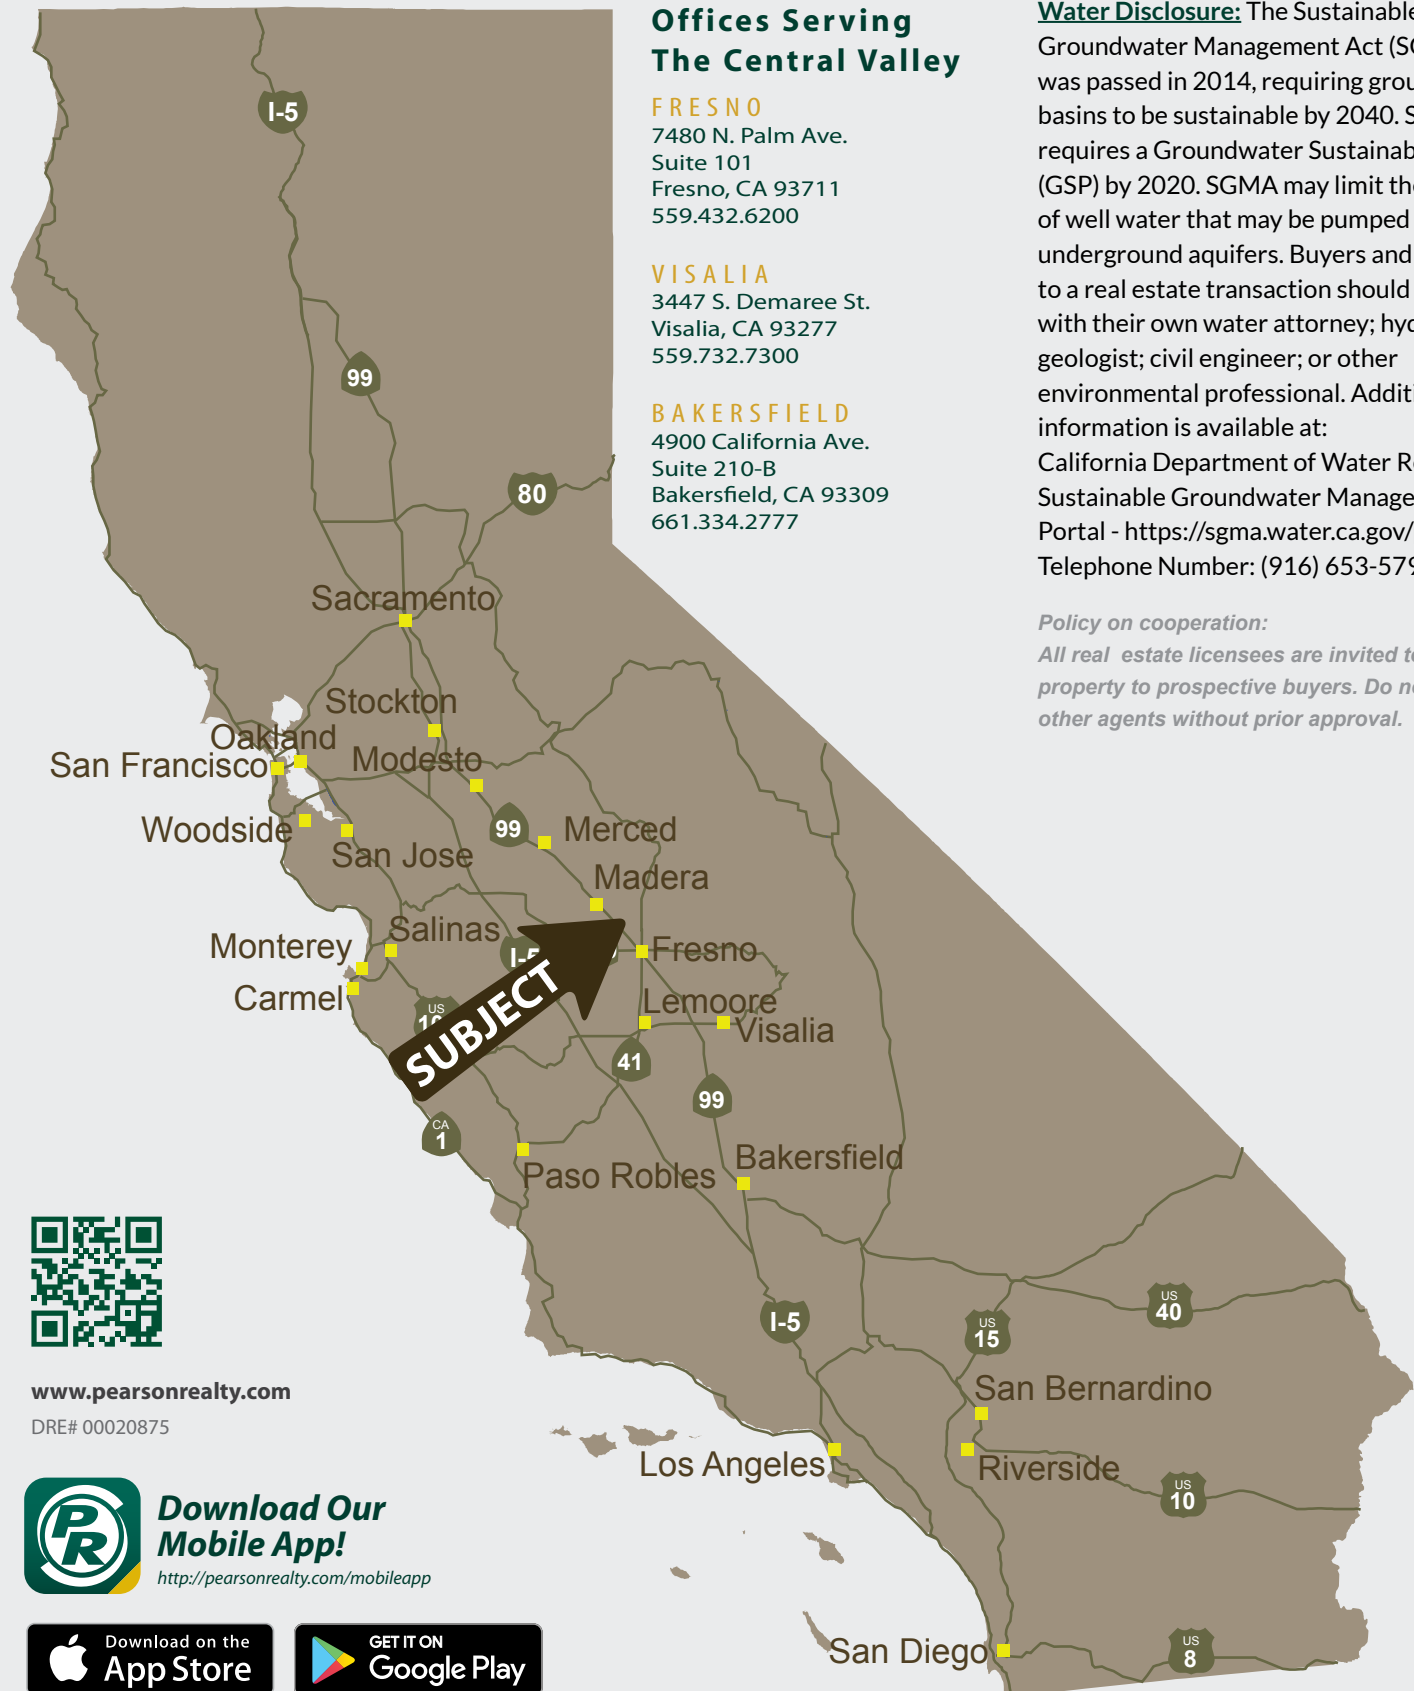 Offices Serving
The Central Valley
FRESNO
7480 N. Palm Ave.
Suite 101
Fresno, CA 93711
559.432.6200
VISALIA
3447 S. Demaree St.
Visalia, CA 93277
559.732.7300
BAKERSFIELD
4900 California Ave.
Suite 210-B
Bakersfield, CA 93309
661.334.2777
Water Disclosure: The Sustainable
Groundwater Management Act
was passed in 2014, requiring
basins to be sustainable by 2040.
requires a Groundwater
(GSP) by 2020. SGMA may limit
of well water that may be pumped
underground aquifers. Buyers and
to a real estate transaction should
with their own water attorney;
geologist; civil engineer; or other
environmental professional.
information is available at:
California Department of Water
Sustainable Groundwater
Portal - https://sgma.water.ca.gov/
Telephone Number: (916) 653-579
Policy on cooperation:
All real estate licensees are invited
property to prospective buyers. Do
other agents without prior approval.
I-5
99
80
Sacramento
Stockton
Oakland
San Francisco
Modesto
Woodside
San Jose
99
Merced
Madera
Salinas
Monterey
I-5
Fresno
Carmel
US
SUBJECT
Lemoore
Visalia
41
99
CA
1
Paso Robles
Bakersfield
I-5
US
15
US
40
San Bernardino
Los Angeles
Riverside
US
10
San Diego
US
8
www.pearsonrealty.com
DRE# 00020875
PR
Download Our
Mobile App!
http://pearsonrealty.com/mobileapp
Download on the
App Store
GET IT ON
Google Play